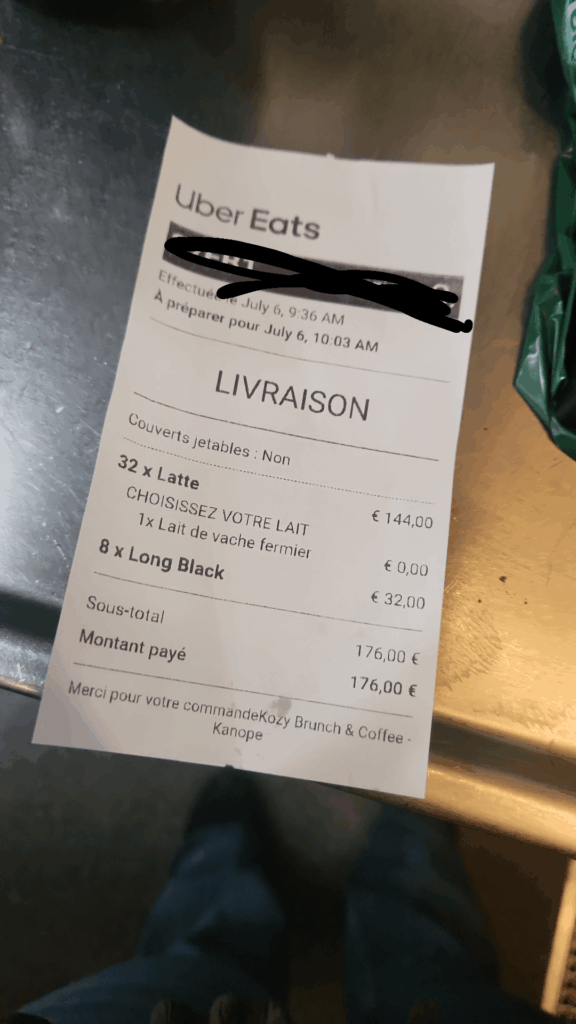 Uber Eats
Effectuée le July 6, 9:36 AM
À préparer pour July 6, 10:03 AM
LIVRAISON
Couverts jetables : Non
32 x Latte € 144,00
CHOISISSEZ VOTRE LAIT
1x Lait de vache fermier € 0,00
8 x Long Black € 32,00
Sous-total 176,00 €
Montant payé 176,00 €
Merci pour votre commandeKozy Brunch & Coffee -
Kanope